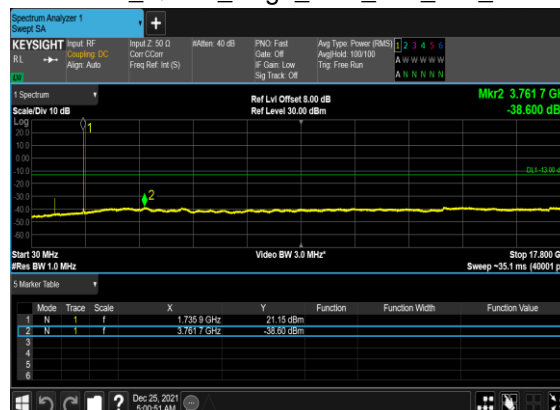 Spectrum Analyzer 1
Swept SA
KEYSIGHT Input: RF Input Z: 50 Ω #Atten: 40 dB PNO: Fast Avg Type: Power (RMS) 1 2 3 4 5 6
RL Coupling: DC Corr CCorr Gate: Off Avg|Hold: 100/100 A W W W W W
Align: Auto Freq Ref: Int (S) IF Gain: Low Trig: Free Run
Sig Track: Off A N N N N N
1 Spectrum Ref Lvl Offset 8.00 dB Mkr2 3.761 7 G
Scale/Div 10 dB Ref Level 30.00 dBm -38.600 dB
Log
20.0
10.0
0.00
-10.0
-20.0
-30.0
-40.0
-50.0
-60.0
1
DL1 -13.00
2
Start 30 MHz Video BW 3.0 MHz* Stop 17.800 G
#Res BW 1.0 MHz Sweep ~35.1 ms (40001 p
5 Marker Table
Mode Trace Scale X Y Function Function Width Function Value
1 N 1 f 1.735 9 GHz 21.15 dBm
2 N 1 f 3.761 7 GHz -38.60 dBm
3
4
5
6
? Dec 25, 2021
5:00:51 AM